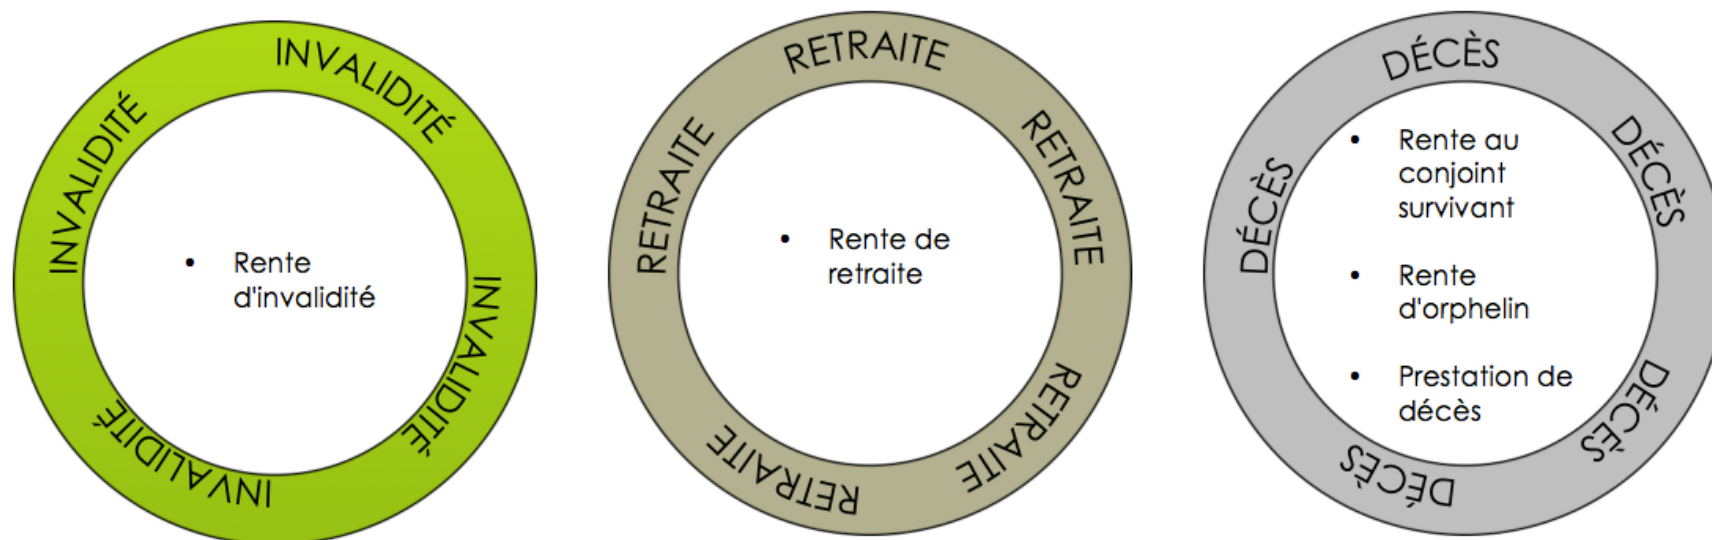 INVALIDITÉ
INVALIDITÉ
INVALIDITÉ
INVALIDITÉ
• Rente
d'invalidité
RETRAITE
RETRAITE
RETRAITE
RETRAITE
RETRAITE
• Rente de
retraite
DÉCÈS
DÉCÈS
DÉCÈS
DÉCÈS
DÉCÈS
• Rente au
conjoint
survivant
• Rente
d'orphelin
• Prestation de
décès